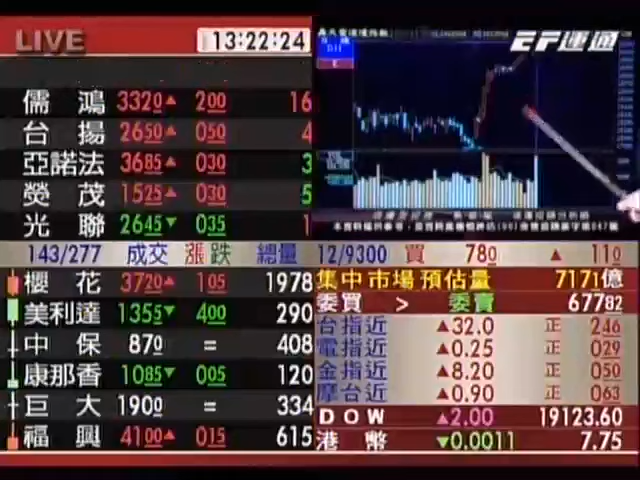 LIVE 13:22:24
EF運通
儒鴻 3320▲ 200 16
台揚 2650▲ 050 4
亞諾法 3685▲ 030 3
熒茂 1525▲ 030 5
光聯 2645▼ 035 1
143/277 成交 漲跌 總量
12/9300 買 780 ▲ 110
櫻花 3720▲ 105 1978
美利達 1355▼ 400 290
中保 870 = 408
康那香 1085▼ 005 120
巨大 1900 = 334
福興 4100▲ 015 615
集中市場預估量 7171億
委買 > 委賣 67782
台指近 ▲32.0 正 246
電指近 ▲0.25 正 029
金指近 ▲8.20 正 050
摩台近 ▲0.90 正 063
DOW ▲2.00 19123.60
港幣 ▼0.0011 7.75